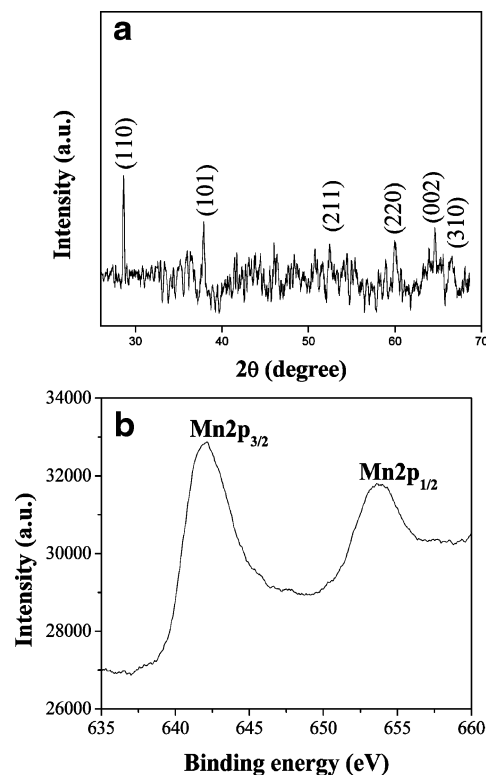 a
Intensity (a.u.)
(110)
(101)
(211)
(220)
(002)
(310)
30
40
50
60
70
2θ (degree)
b
Intensity (a.u.)
34000
32000
30000
28000
26000
Mn2p3/2
Mn2p1/2
635
640
645
650
655
660
Binding energy (eV)